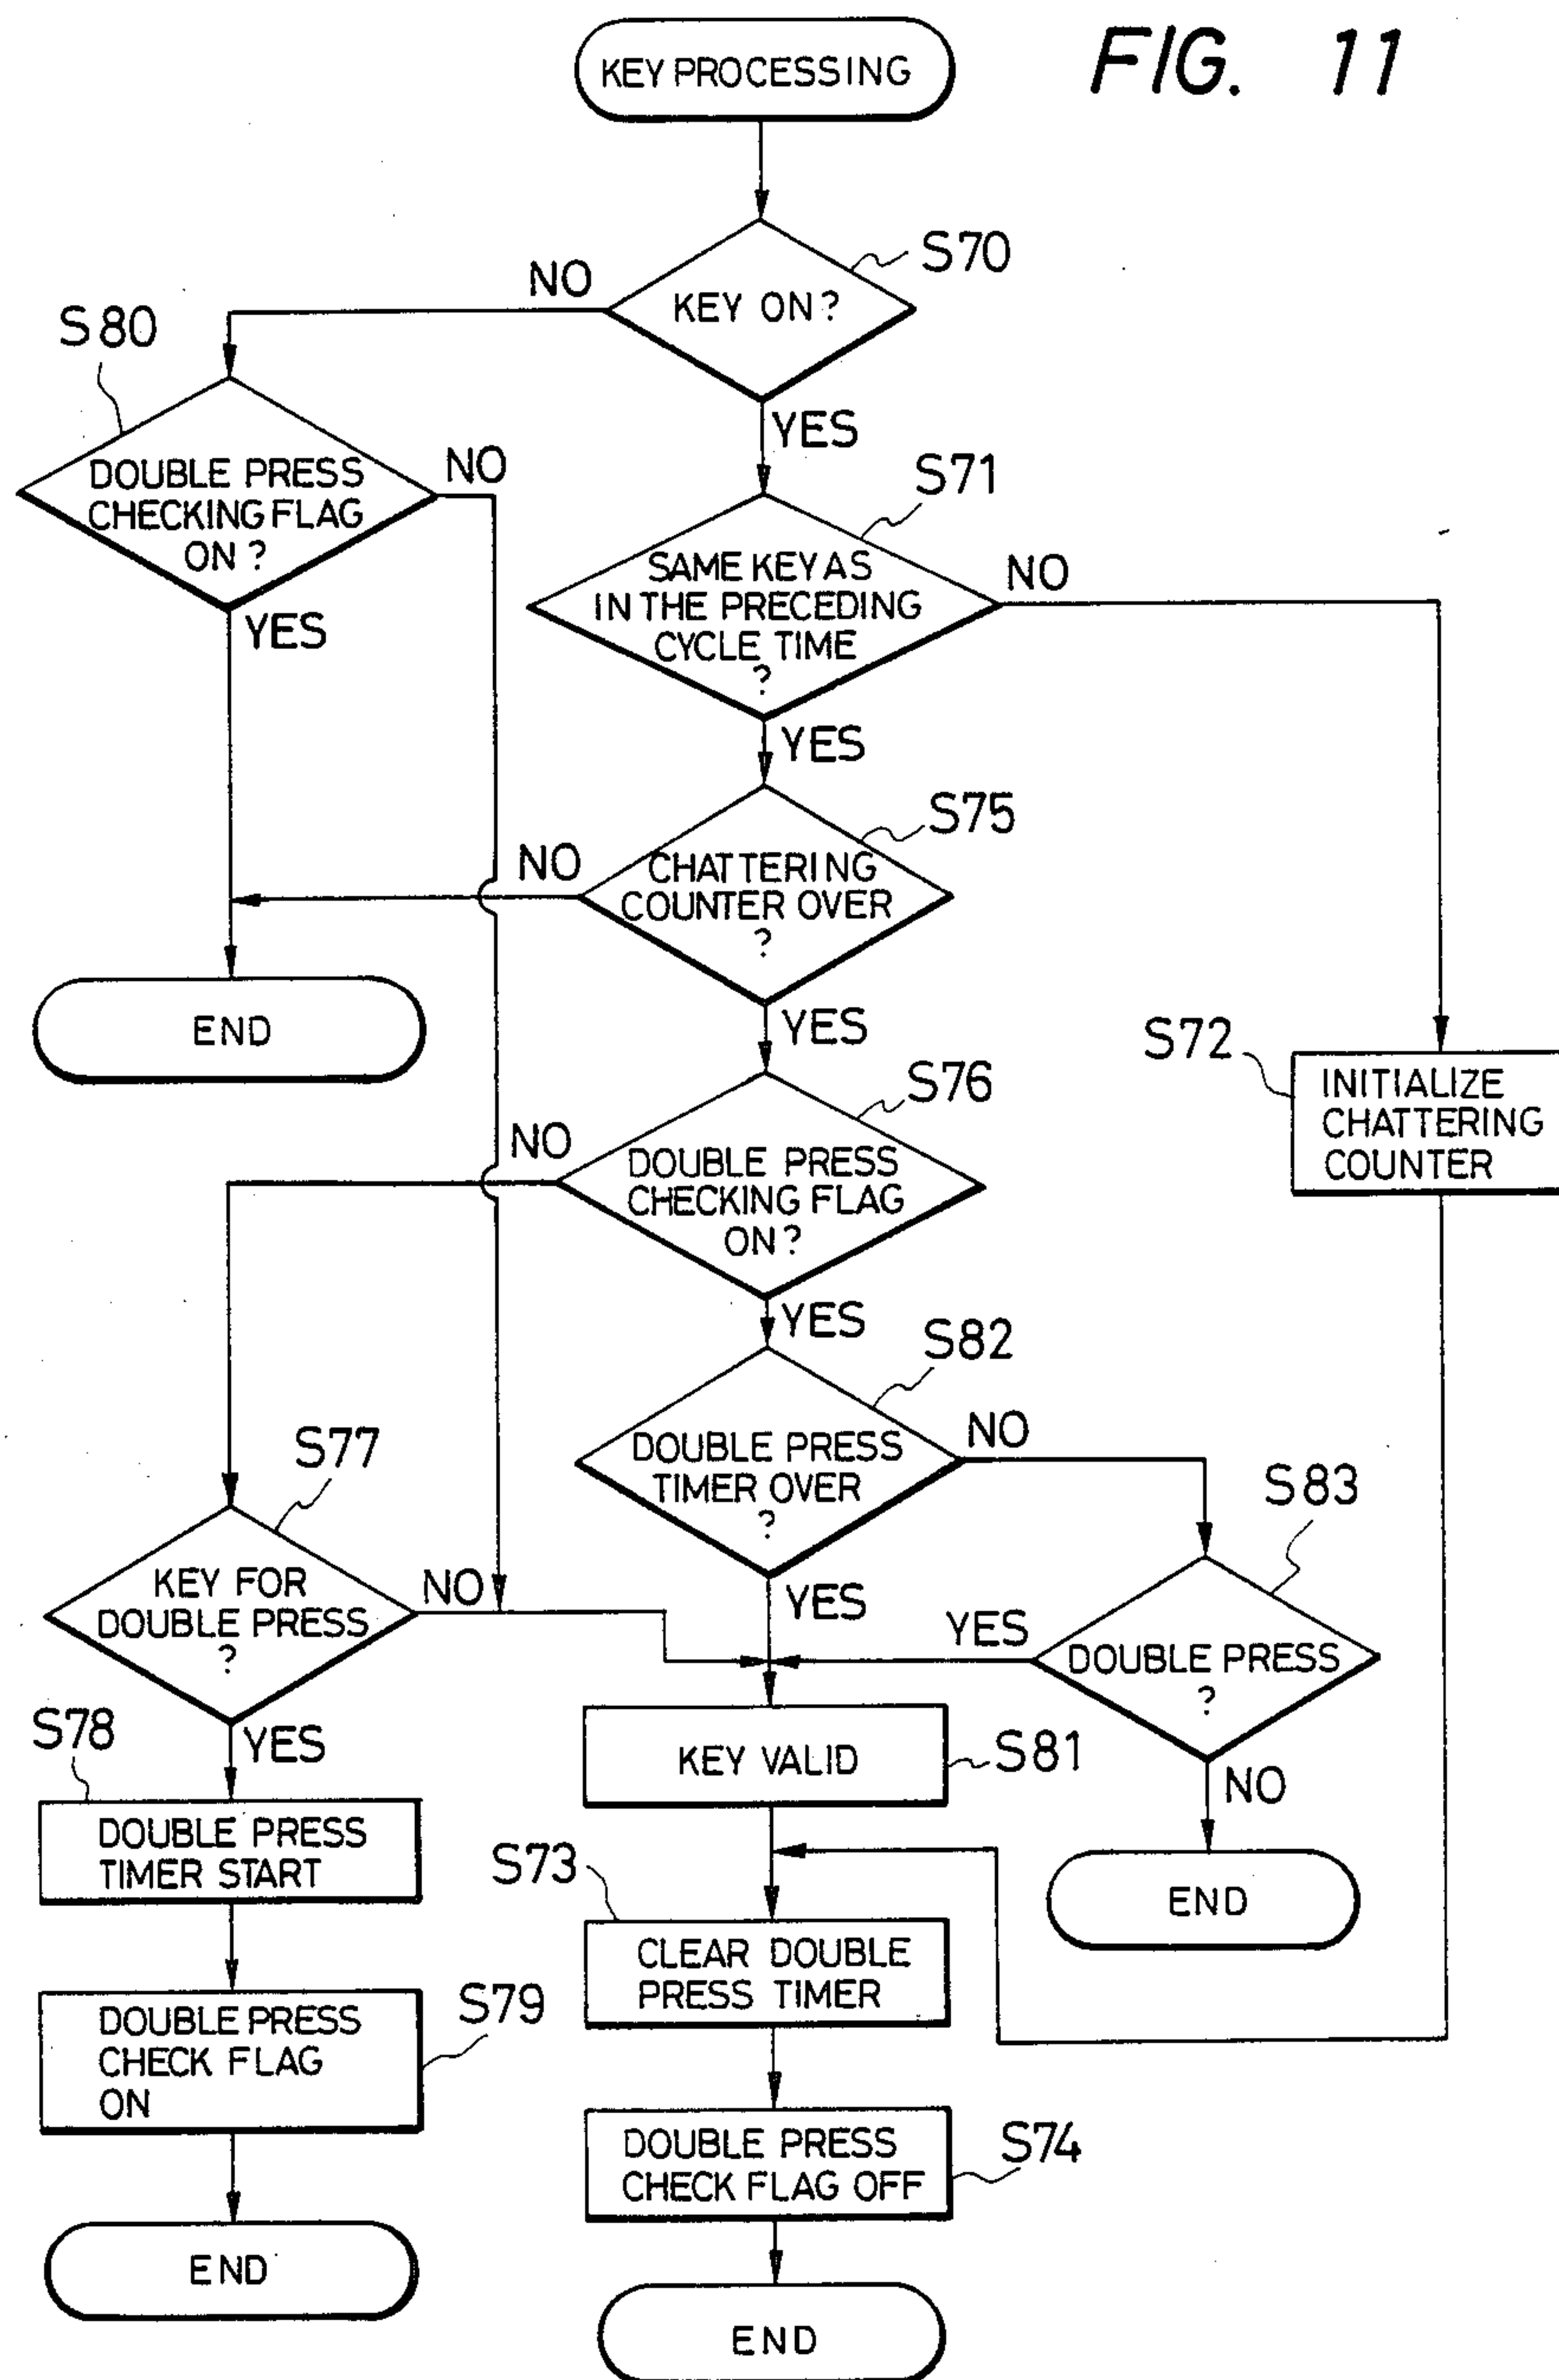 FIG. 11
KEY PROCESSING
S70
NO
KEY ON?
YES
S80
DOUBLE PRESS
CHECKING FLAG
ON?
NO
YES
S71
SAME KEY AS
IN THE PRECEDING
CYCLE TIME
?
NO
YES
S75
NO
CHATTERING
COUNTER OVER
?
YES
END
S72
INITIALIZE
CHATTERING
COUNTER
S76
NO
DOUBLE PRESS
CHECKING FLAG
ON?
YES
S82
DOUBLE PRESS
TIMER OVER
?
NO
YES
S77
KEY FOR
DOUBLE PRESS
?
NO
YES
S83
YES
DOUBLE PRESS
?
NO
END
S78
DOUBLE PRESS
TIMER START
S81
KEY VALID
S73
CLEAR DOUBLE
PRESS TIMER
S79
DOUBLE PRESS
CHECK FLAG
ON
END
S74
DOUBLE PRESS
CHECK FLAG OFF
END